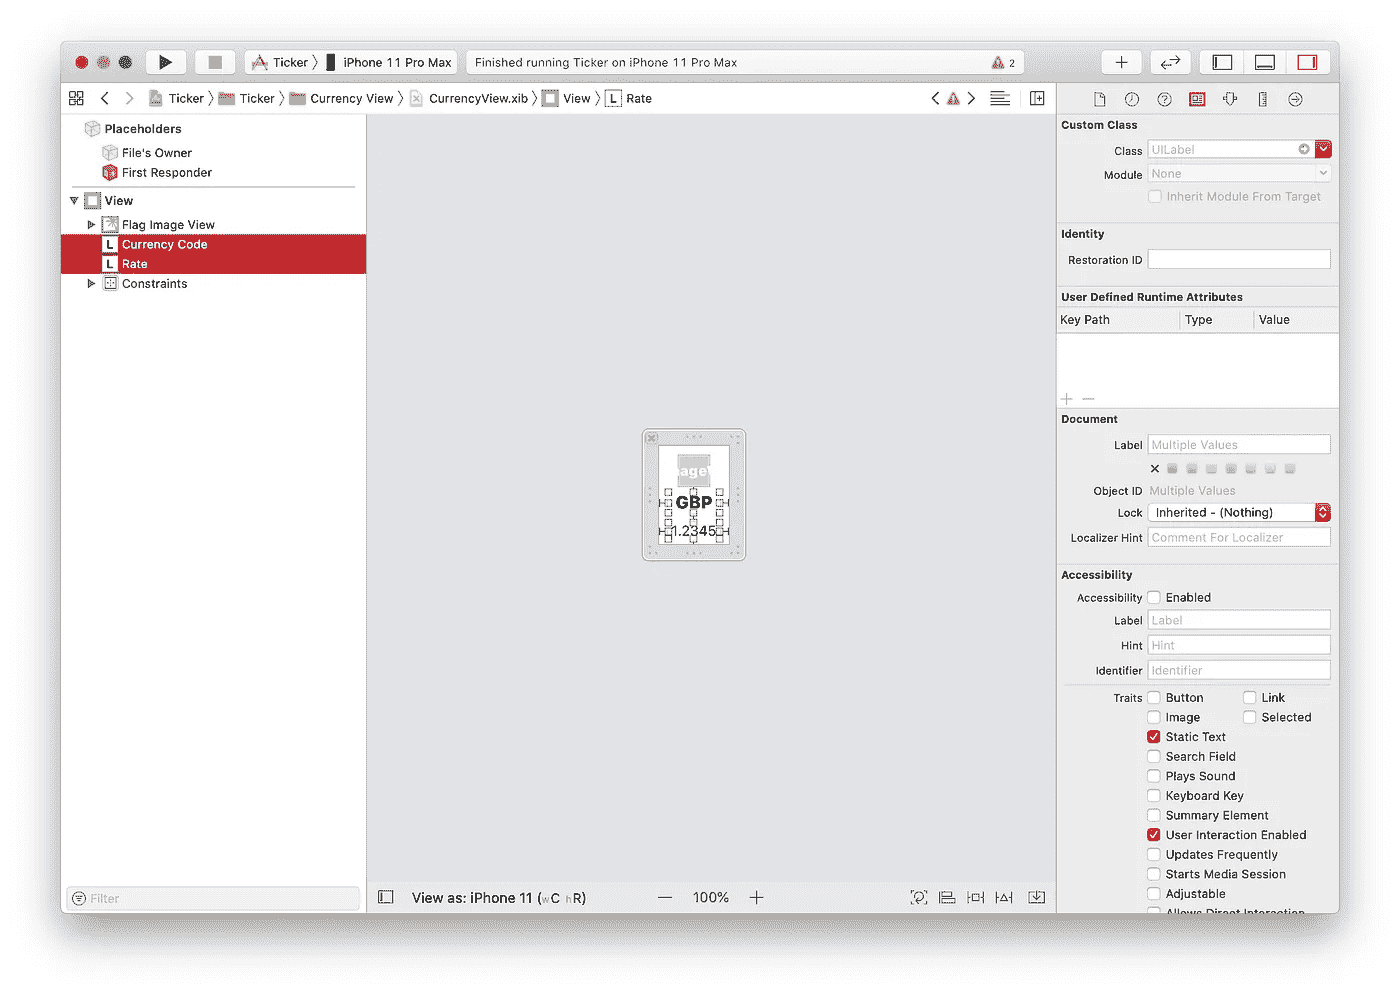 Ticker iPhone 11 Pro Max
Finished running Ticker on iPhone 11 Pro Max
2
Ticker Ticker Currency View CurrencyView.xib View L Rate
Placeholders
File's Owner
First Responder
View
Flag Image View
L Currency Code
L Rate
Constraints
Filter
GBP
1.2345
View as: iPhone 11 (wC hR)
100%
Custom Class
Class UILabel
Module None
Inherit Module From Target
Identity
Restoration ID
User Defined Runtime Attributes
Key Path Type Value
Document
Label Multiple Values
Object ID Multiple Values
Lock Inherited - (Nothing)
Localizer Hint Comment For Localizer
Accessibility
Accessibility Enabled
Label Label
Hint Hint
Identifier Identifier
Traits Button Link
Image Selected
Static Text
Search Field
Plays Sound
Keyboard Key
Summary Element
User Interaction Enabled
Updates Frequently
Starts Media Session
Adjustable
Allows Direct Interaction